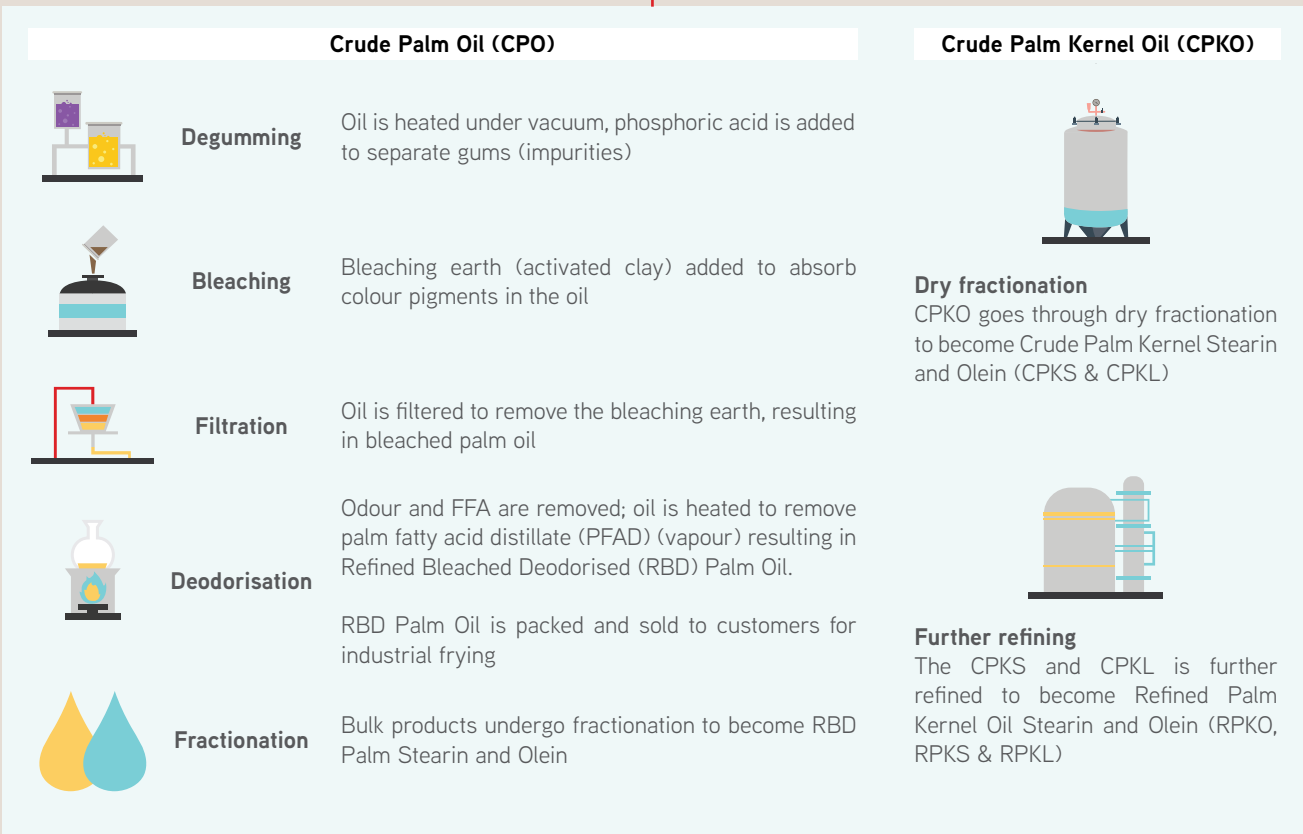 Crude Palm Oil (CPO)
Degumming
Oil is heated under vacuum, phosphoric acid is added
to separate gums (impurities)
Bleaching
Bleaching earth (activated clay) added to absorb
colour pigments in the oil
Filtration
Oil is filtered to remove the bleaching earth, resulting
in bleached palm oil
Deodorisation
Odour and FFA are removed; oil is heated to remove
palm fatty acid distillate (PFAD) (vapour) resulting in
Refined Bleached Deodorised (RBD) Palm Oil.
RBD Palm Oil is packed and sold to customers for
industrial frying
Fractionation
Bulk products undergo fractionation to become RBD
Palm Stearin and Olein
Crude Palm Kernel Oil (CPKO)
Dry fractionation
CPKO goes through dry fractionation
to become Crude Palm Kernel Stearin
and Olein (CPKS & CPKL)
Further refining
The CPKS and CPKL is further
refined to become Refined Palm
Kernel Oil Stearin and Olein (RPKO,
RPKS & RPKL)